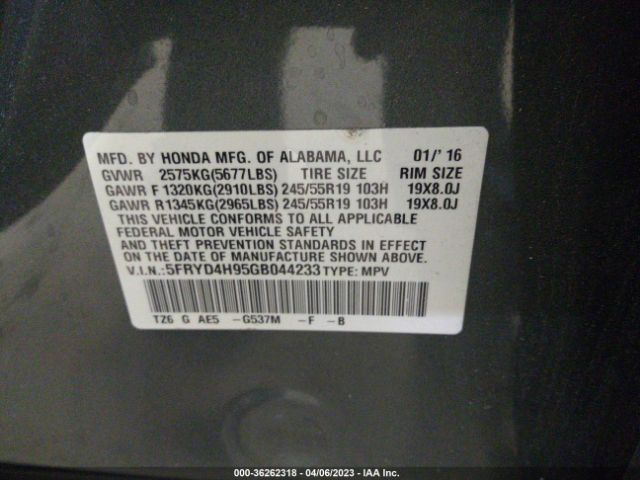 MFD. BY HONDA MFG. OF ALABAMA, LLC 01/' 16
GVWR 2575KG(5677LBS) TIRE SIZE RIM SIZE
GAWR F 1320KG(2910LBS) 245/55R19 103H 19X8.0J
GAWR R 1345KG(2965LBS) 245/55R19 103H 19X8.0J
THIS VEHICLE CONFORMS TO ALL APPLICABLE
FEDERAL MOTOR VEHICLE SAFETY
AND THEFT PREVENTION STANDARDS IN EFFECT
ON THE DATE OF MANUFACTURE SHOWN ABOVE.
V.I.N.:5FRYD4H95GB044233 TYPE: MPV
TZ6 G AE5 -G537M -F -B
000-36262318 - 04/06/2023 - IAA Inc.